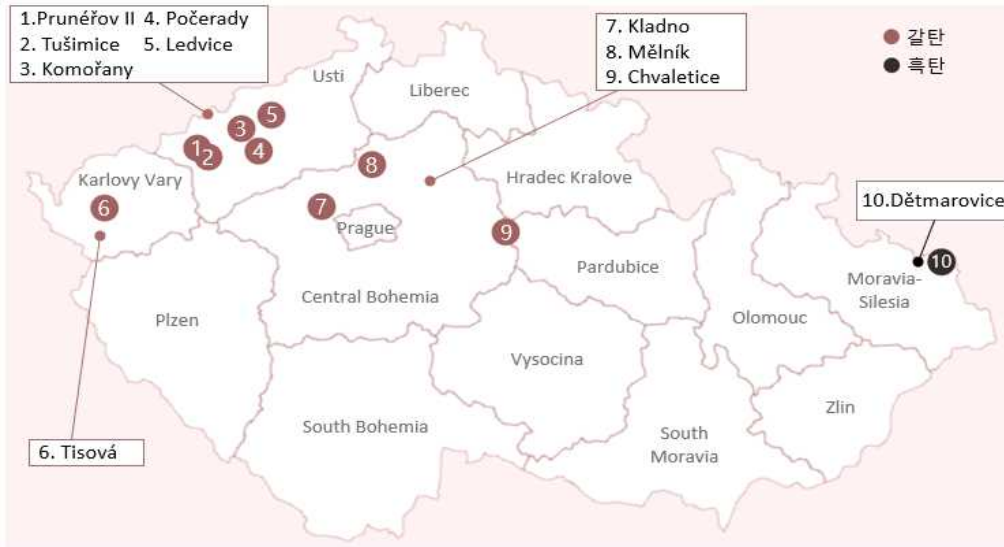 1.Prunéřov II 4. Počerady
2. Tušimice 5. Ledvice
3. Komořany
7. Kladno
8. Mělník
9. Chvaletice
갈탄
흑탄
Usti
Liberec
5
3
1
2
4
8
Karlovy Vary
Hradec Kralove
6
7
Prague
9
10.Dětmarovice
10
Pardubice
Moravia-
Silesia
Central Bohemia
Plzen
Olomouc
Vysocina
Zlin
South Bohemia
South
Moravia
6. Tisová